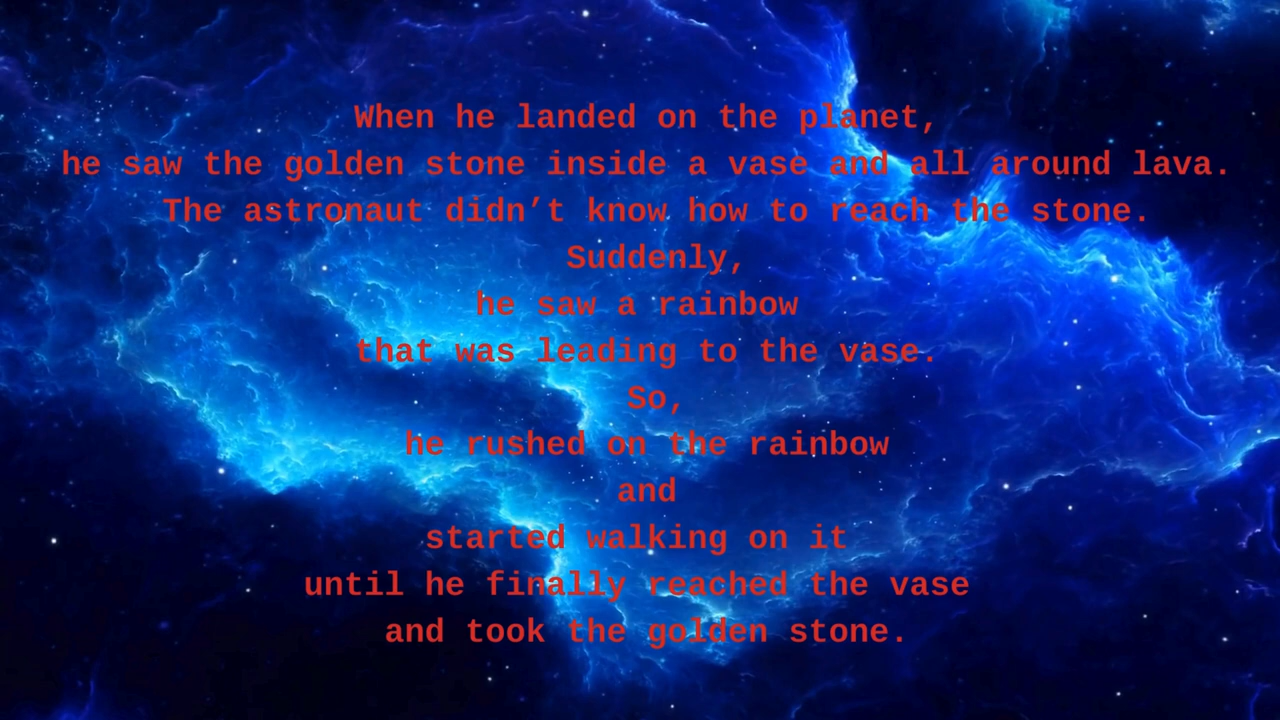 When he landed on the planet,
he saw the golden stone inside a vase and all around lava.
The astronaut didn’t know how to reach the stone.
Suddenly,
he saw a rainbow
that was leading to the vase.
So,
he rushed on the rainbow
and
started walking on it
until he finally reached the vase
and took the golden stone.